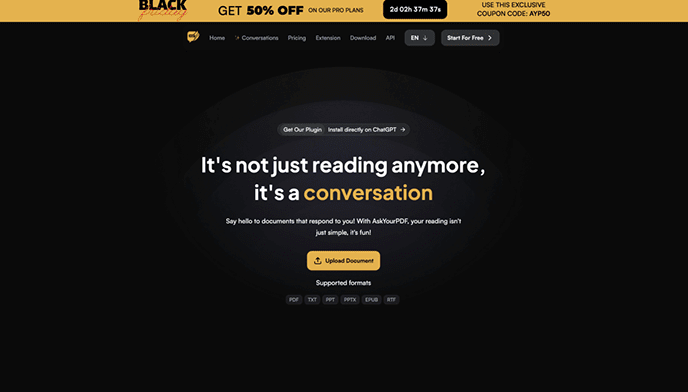 BLACK
Friday
GET 50% OFF ON OUR PRO PLANS
2d 02h 37m 37s
USE THIS EXCLUSIVE
COUPON CODE: AYP50
Home
Conversations
Pricing
Extension
Download
API
EN ↓
Start For Free
Get Our Plugin
Install directly on ChatGPT →
It's not just reading anymore,
it's a conversation
Say hello to documents that respond to you! With AskYourPDF, your reading isn't
just simple, it's fun!
Upload Document
Supported formats
PDF
TXT
PPT
PPTX
EPUB
RTF